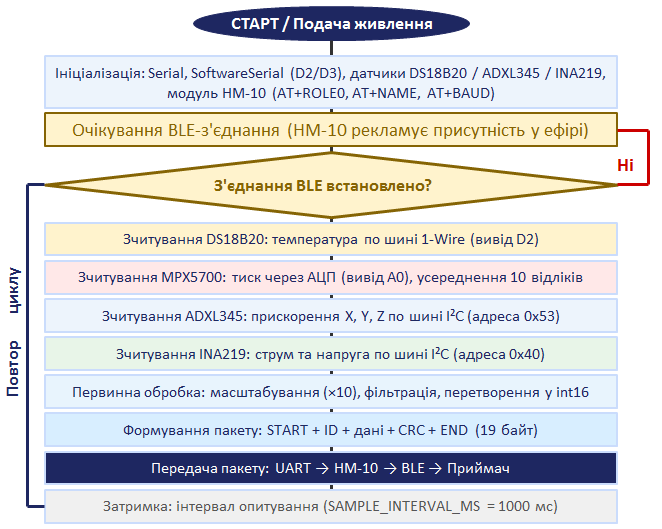 СТАРТ / Подача живлення
Ініціалізація: Serial, SoftwareSerial (D2/D3), датчики DS18B20 / ADXL345 / INA219,
модуль HM-10 (AT+ROLE0, AT+NAME, AT+BAUD)
Очікування BLE-з'єднання (HM-10 рекламує присутність у ефірі)
Ні
З'єднання BLE встановлено?
Зчитування DS18B20: температура по шині 1-Wire (вивід D2)
Зчитування MPX5700: тиск через АЦП (вивід A0), усереднення 10 відліків
Зчитування ADXL345: прискорення X, Y, Z по шині I²C (адреса 0x53)
Зчитування INA219: струм та напруга по шині I²C (адреса 0x40)
Первинна обробка: масштабування (×10), фільтрація, перетворення у int16
Формування пакету: START + ID + дані + CRC + END (19 байт)
Передача пакету: UART → HM-10 → BLE → Приймач
Затримка: інтервал опитування (SAMPLE_INTERVAL_MS = 1000 мс)
Повтор циклу